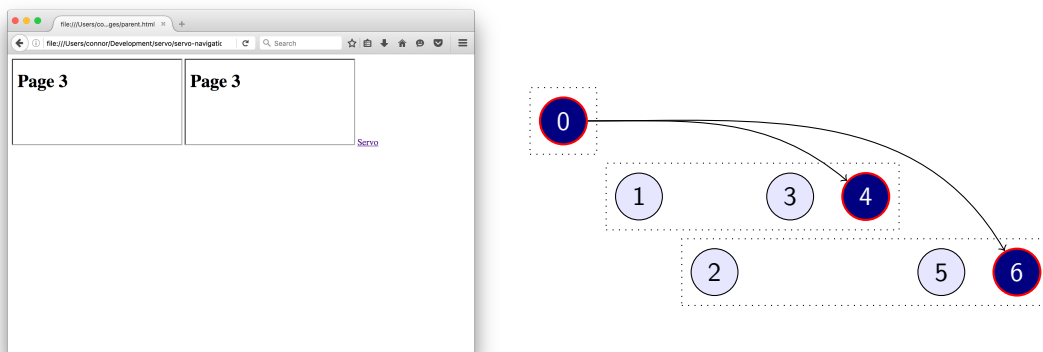 file:///Users/co...ges/parent.html × +
file:///Users/connor/Development/servo/servo-navigatic
Search
Page 3
Page 3
Servo
0
1
3
4
2
5
6